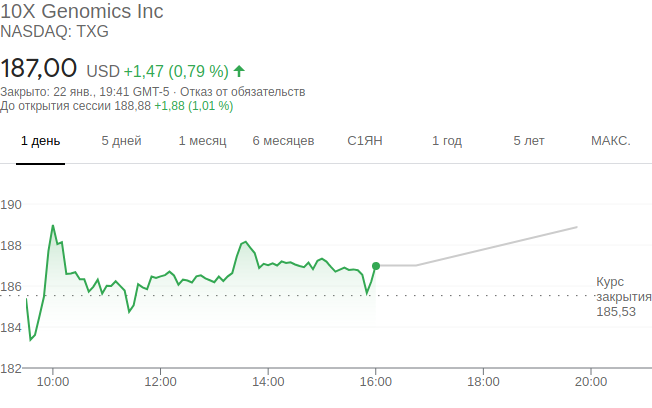 10X Genomics Inc
NASDAQ: TXG
187,00 USD +1,47 (0,79 %)
Закрыто: 22 янв., 19:41 GMT-5 · Отказ от обязательств
До открытия сессии 188,88 +1,88 (1,01 %)
1 день 5 дней 1 месяц 6 месяцев С1ЯН 1 год 5 лет МАКС.
190
188
186
Курс
закрытия
185,53
184
182
10:00 12:00 14:00 16:00 18:00 20:00